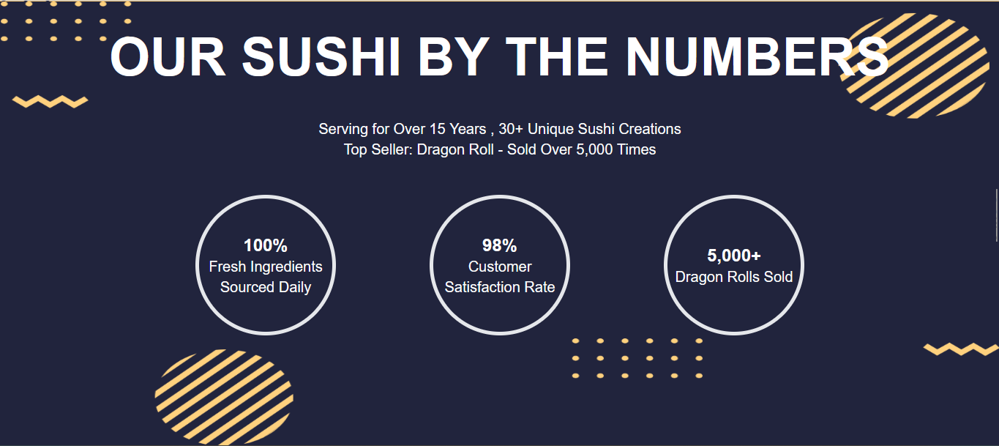 OUR SUSHI BY THE NUMBERS
Serving for Over 15 Years , 30+ Unique Sushi Creations
Top Seller: Dragon Roll - Sold Over 5,000 Times
100%
Fresh Ingredients
Sourced Daily
98%
Customer
Satisfaction Rate
5,000+
Dragon Rolls Sold